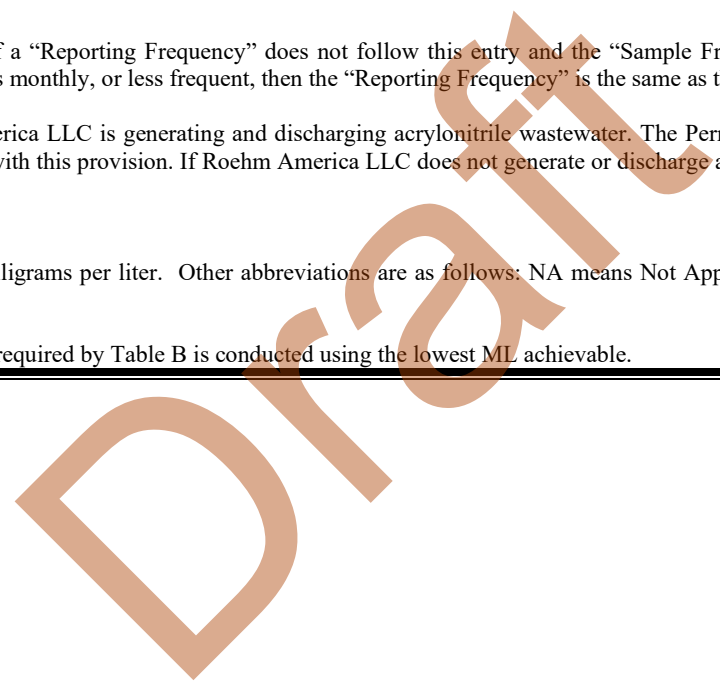 f a “Reporting Frequency” does not follow this entry and the “Sample Fr
s monthly, or less frequent, then the “Reporting Frequency” is the same as t
erica LLC is generating and discharging acrylonitrile wastewater. The Perr
with this provision. If Roehm America LLC does not generate or discharge a
ligrams per liter.  Other abbreviations are as follows: NA means Not App
required by Table B is conducted using the lowest ML achievable.
Draft